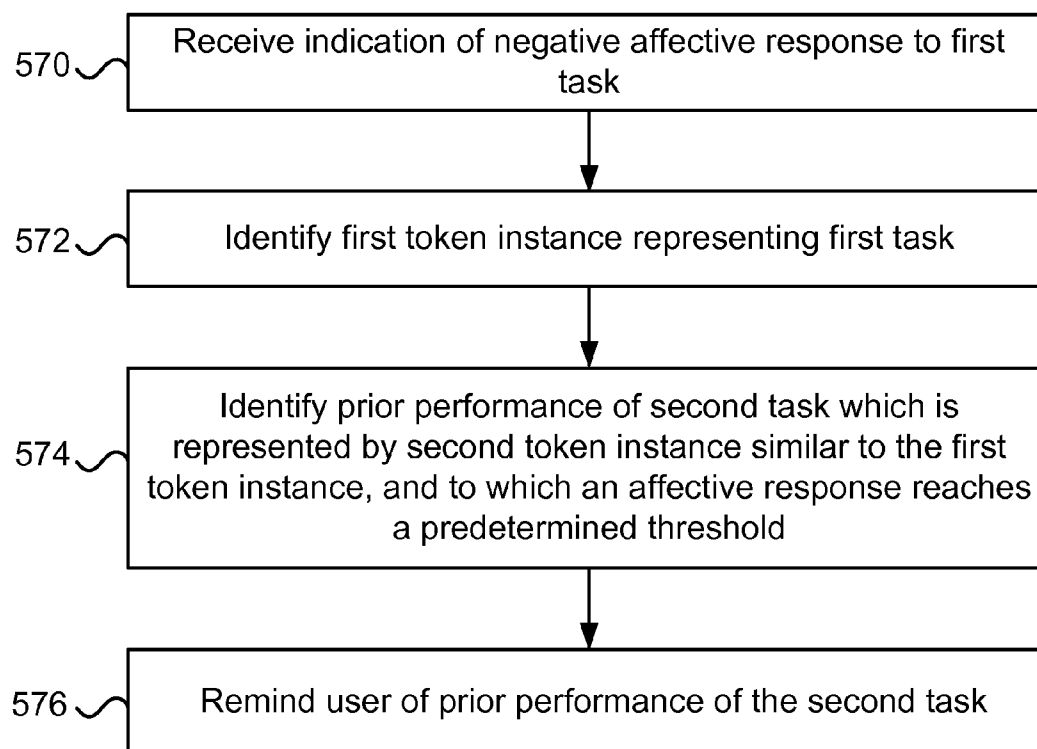 570
Receive indication of negative affective response to first
task
572
Identify first token instance representing first task
574
Identify prior performance of second task which is
represented by second token instance similar to the first
token instance, and to which an affective response reaches
a predetermined threshold
576
Remind user of prior performance of the second task